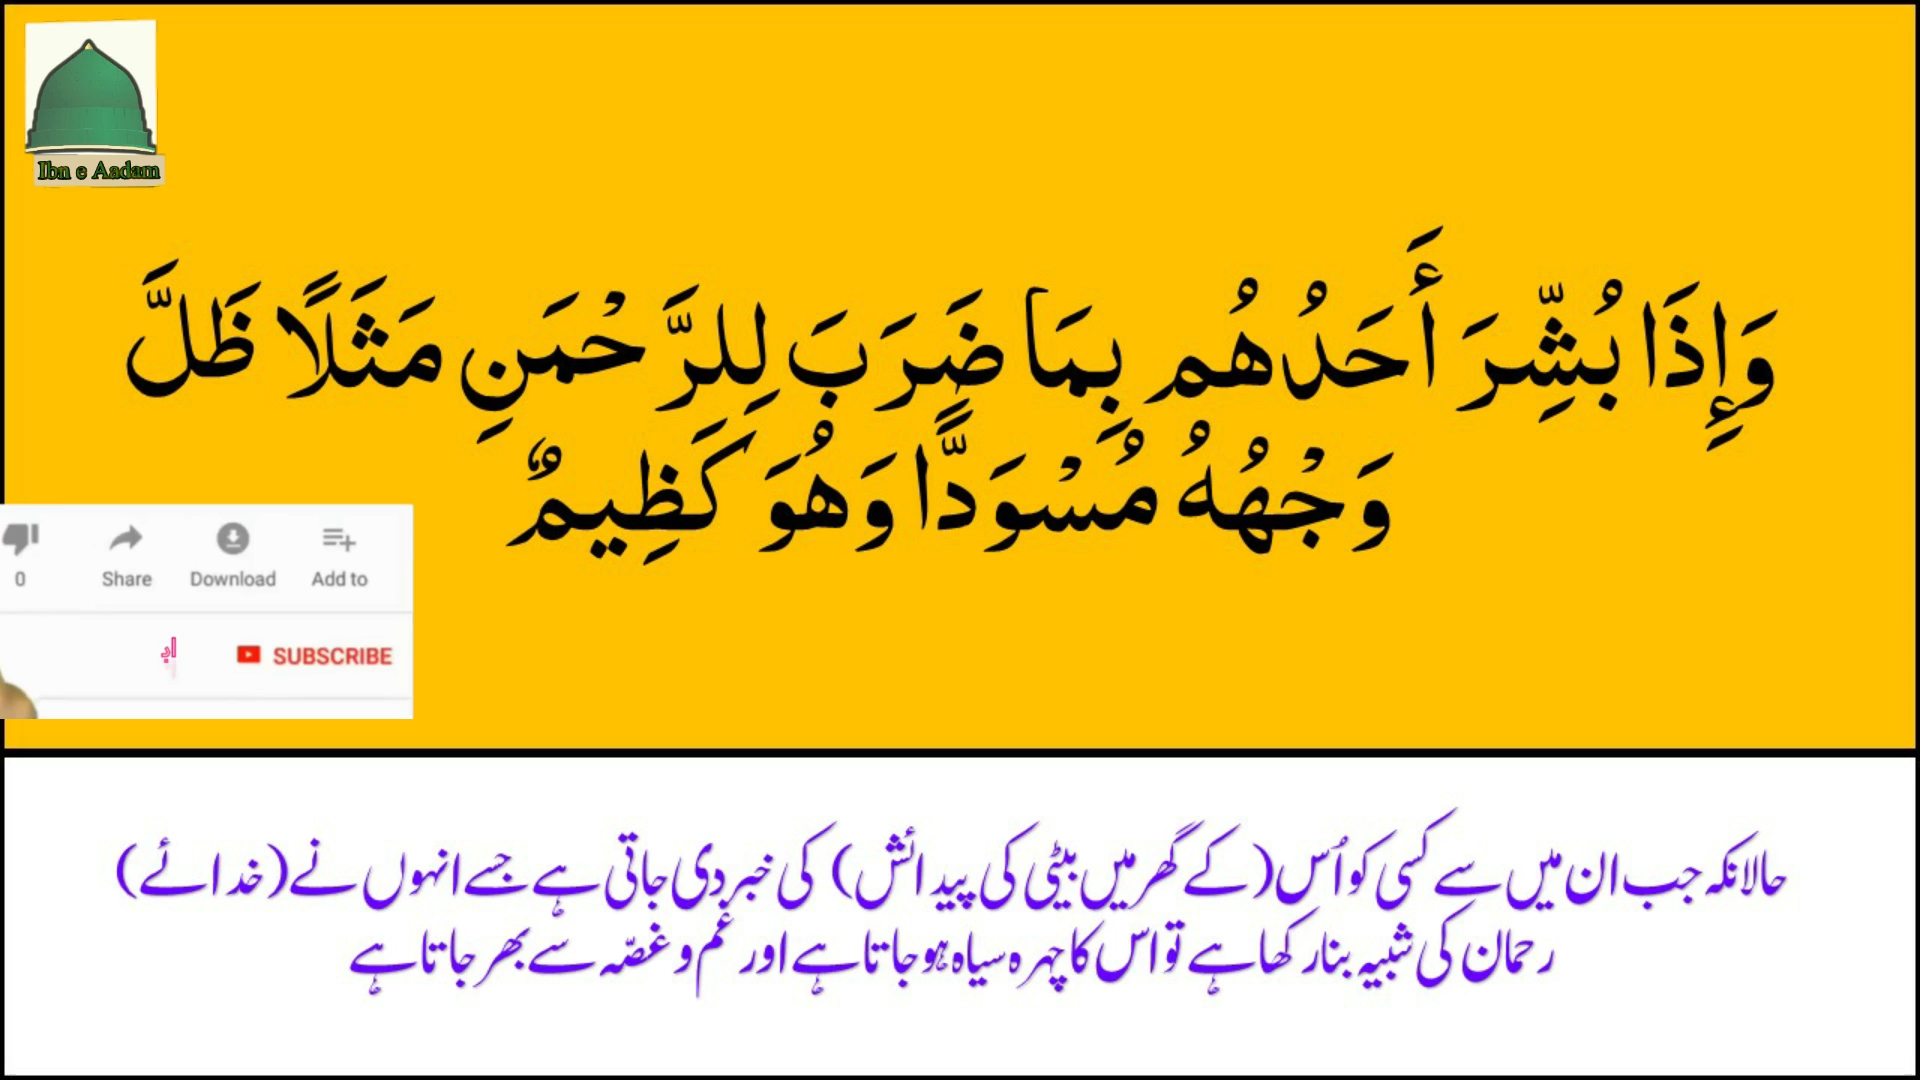 Ibn e Aadam
وَإِذَا بُشِّرَ أَحَدُهُم بِمَا ضَرَبَ لِلرَّحْمَنِ مَثَلًا ظَلَّ
وَجْهُهُ مُسْوَدًّا وَهُوَ كَظِيمٌ
0 Share Download Add to
SUBSCRIBE
حالانکہ جب ان میں سے کسی کو اُس (کے گھر میں بیٹی کی پیدائش) کی خبر دی جاتی ہے جسے انہوں نے (خدائے)
رحمان کی شبیہ بنا رکھا ہے تو اس کا چہرہ سیاہ ہو جاتا ہے اور غم و غصّہ سے بھر جاتا ہے